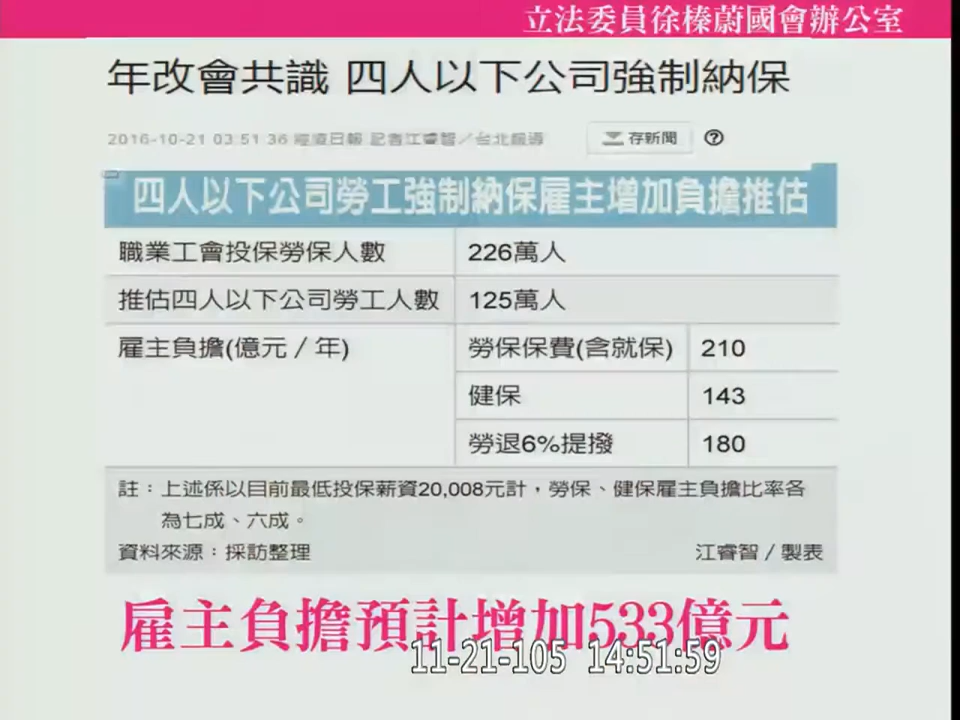 立法委員徐榛蔚國會辦公室
年改會共識 四人以下公司強制納保
2016-10-21 03:51:36 經濟日報 記者江睿智／台北報導 存新聞 ?
四人以下公司勞工強制納保雇主增加負擔推估
職業工會投保勞保人數 226萬人
推估四人以下公司勞工人數 125萬人
雇主負擔(億元／年) 勞保保費(含就保) 210
健保 143
勞退6%提撥 180
註：上述係以目前最低投保薪資20,008元計，勞保、健保雇主負擔比率各
為七成、六成。
資料來源：採訪整理 江睿智／製表
雇主負擔預計增加533億元
11-21-105 14:51:59